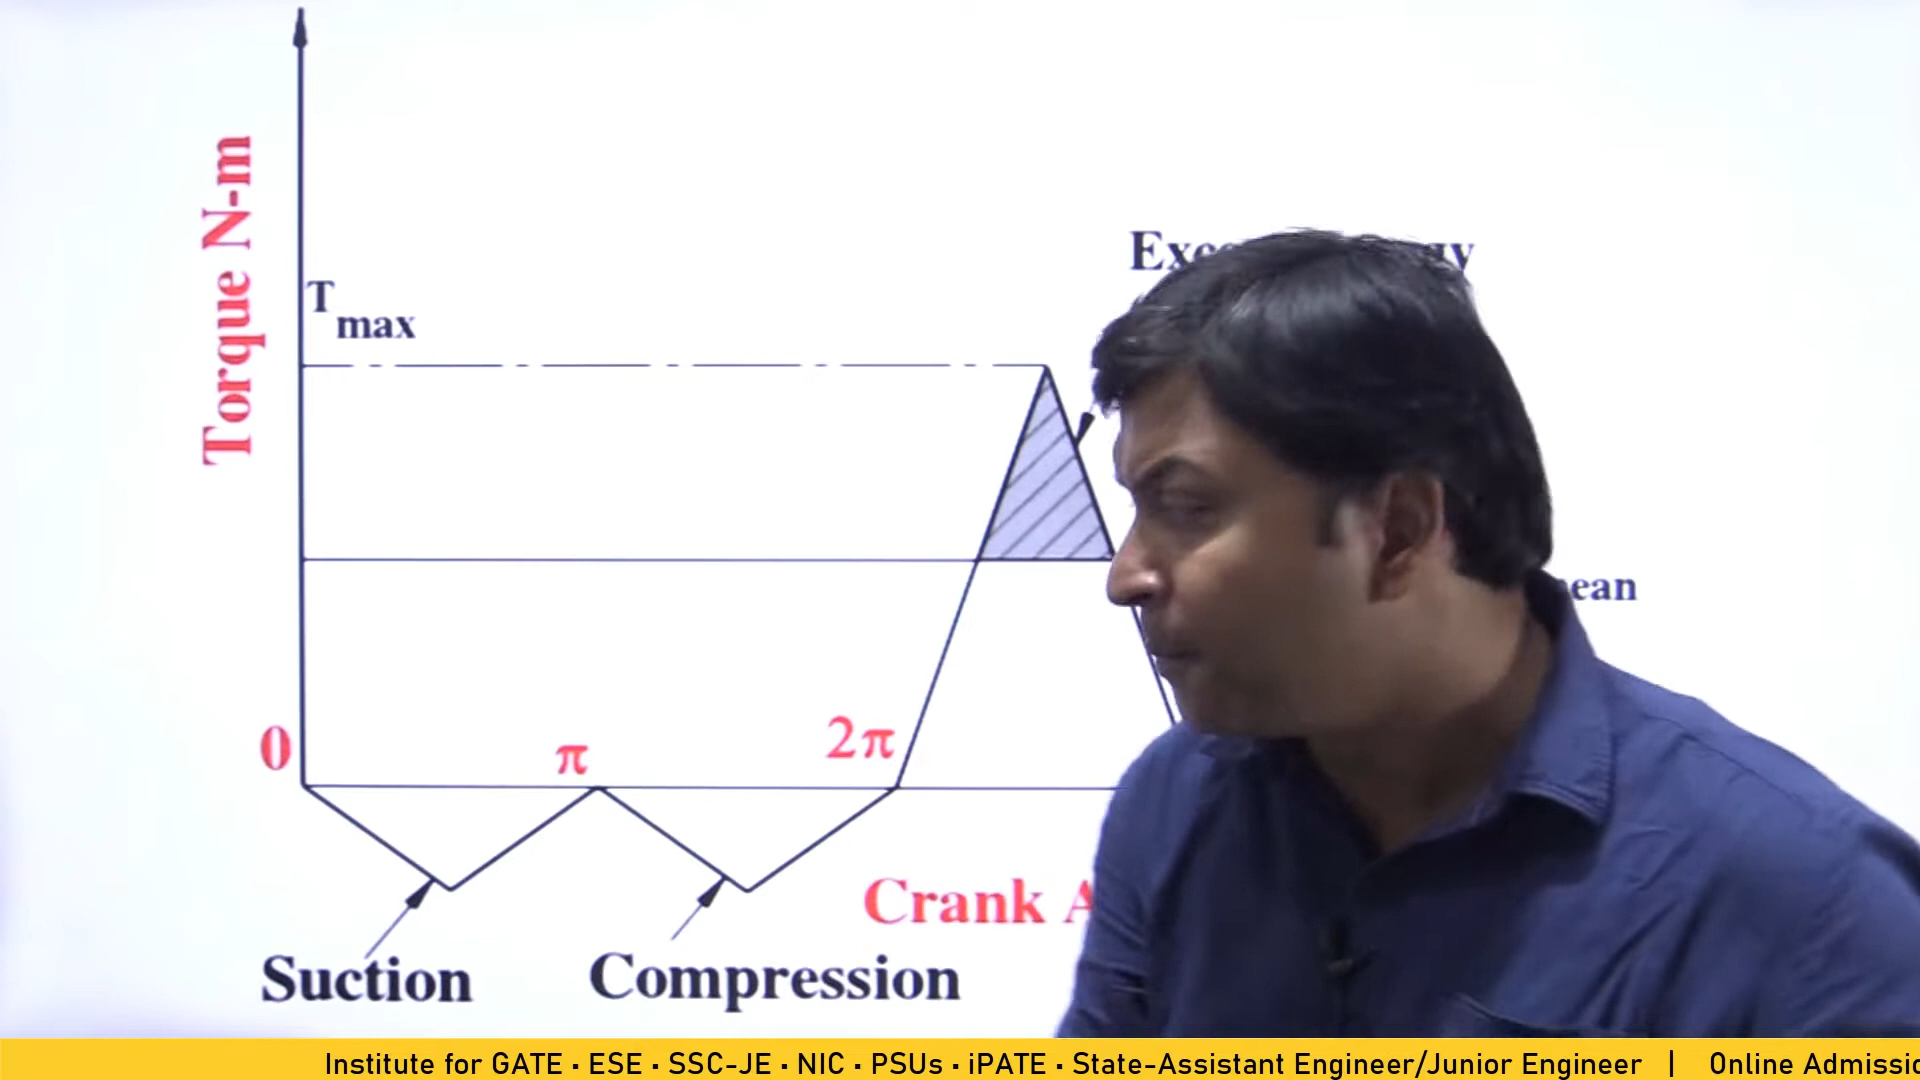 Torque N-m
T max
0
π
2π
ean
Crank
Suction
Compression
Institute for GATE ▪ ESE ▪ SSC-JE ▪ NIC ▪ PSUs ▪ iPATE ▪ State-Assistant Engineer/Junior Engineer | Online Admissio